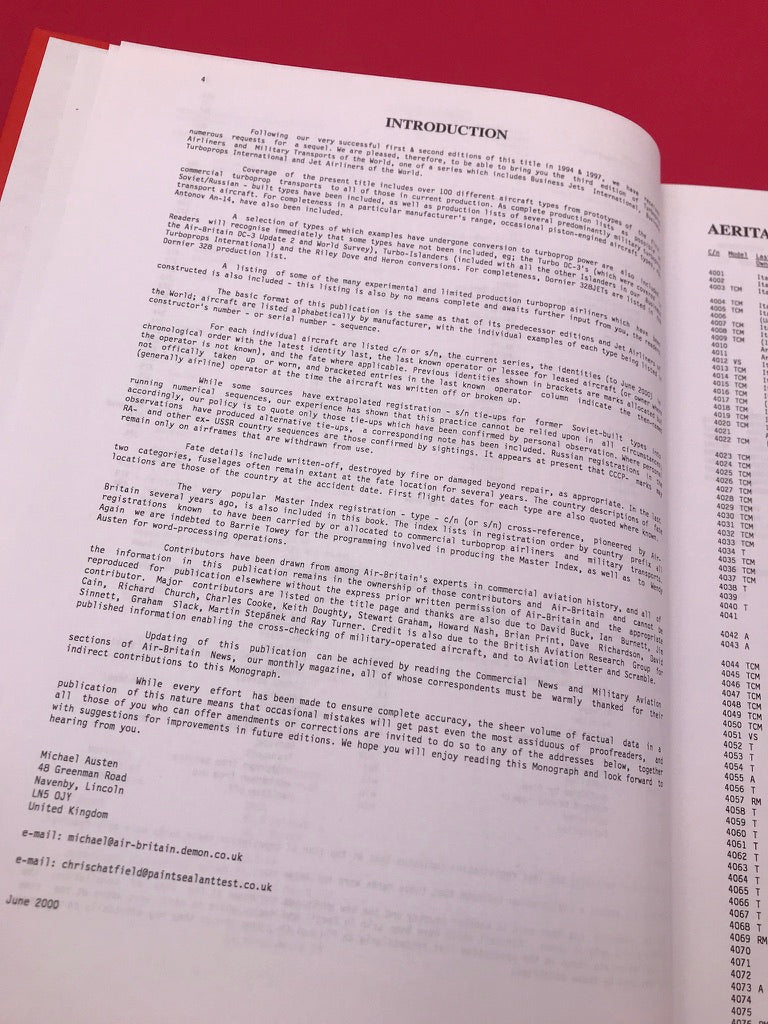 4
INTRODUCTION
Following our very successful first & second editions of this title in 1994 & 1997, we have
numerous requests for a sequel. We are pleased, therefore, to be able to bring you the third edition of
Airliners and Military Transports of the World, one of a series which includes Business Jets International,
Turboprops International and Jet Airliners of the World.
Coverage of the present title includes over 100 different aircraft types from prototypes of the
commercial turboprop transports to all of those in current production. As complete production lists as
Soviet/Russian - built types have been included, as well as production lists of several predominantly military
transport aircraft. For completeness in a particular manufacturer's range, occasional piston-engined aircraft,
Antonov An-14, have also been included.
A selection of types of which examples have undergone conversion to turboprop power are also
Readers will recognise immediately that some types have not been included, eg; the Turbo DC-3's (which were
the Air-Britain DC-3 Update 2 and World Survey), Turbo-Islanders (included with all the other Islanders in our
Turboprops International) and the Riley Dove and Heron conversions. For completeness, Dornier 328JETs are listed in the
Dornier 328 production list.
A listing of some of the many experimental and limited production turboprop airliners which have
constructed is also included - this listing is also by no means complete and awaits further input from you, the
The basic format of this publication is the same as that of its predecessor editions and Jet Airliners of
the World; aircraft are listed alphabetically by manufacturer, with the individual examples of each type being listed
constructor's number - or serial number - sequence.
For each individual aircraft are listed c/n or s/n, the current series, the identities (to June 2000)
chronological order with the latest identity last, the last known operator or lessee for leased aircraft (or owner where
the operator is not known), and the fate where applicable. Previous identities shown in brackets are marks allocated but
not offically taken up or worn, and bracketed entries in the last known operator column indicate the then-current
(generally airline) operator at the time the aircraft was written off or broken up.
While some sources have extrapolated registration - s/n tie-ups for former Soviet-built types into
running numerical sequences, our experience has shown that this practice cannot be relied upon in all circumstances
accordingly, our policy is to quote only those tie-ups which have been confirmed by personal observation. Where personal
observations have produced alternative tie-ups, a corresponding note has been included. Russian registrations in the
RA- and other ex- USSR country sequences are those confirmed by sightings. It appears at present that CCCP- marks may
remain only on airframes that are withdrawn from use.
Fate details include written-off, destroyed by fire or damaged beyond repair, as appropriate. In the last
two categories, fuselages often remain extant at the fate location for several years. The country descriptions of fate
locations are those of the country at the accident date. First flight dates for each type are also quoted where known.
The very popular Master Index registration - type - c/n (or s/n) cross-reference, pioneered by Air-
Britain several years ago, is also included in this book. The index lists in registration order by country prefix all
registrations known to have been carried by or allocated to commercial turboprop airliners and military transports.
Again we are indebted to Barrie Towey for the programming involved in producing the Master Index, as well as to Wendy
Austen for word-processing operations.
Contributors have been drawn from among Air-Britain's experts in commercial aviation history, and all of
the information in this publication remains in the ownership of those contributors and Air-Britain and cannot be
reproduced for publication elsewhere without the express prior written permission of Air-Britain and the appropriate
contributor. Major contributors are listed on the title page and thanks are also due to David Buck, Ian Burnett, Jim
Cain, Richard Church, Charles Cooke, Keith Doughty, Stewart Graham, Howard Nash, Brian Print, Dave Richardson, David
Sinnett, Graham Slack, Martin Stepánek and Ray Turner. Credit is also due to the British Aviation Research Group for
published information enabling the cross-checking of military-operated aircraft, and to Aviation Letter and Scramble.
Updating of this publication can be achieved by reading the Commercial News and Military Aviation
sections of Air-Britain News, our monthly magazine, all of whose correspondents must be warmly thanked for their
indirect contributions to this Monograph.
While every effort has been made to ensure complete accuracy, the sheer volume of factual data in a
publication of this nature means that occasional mistakes will get past even the most assiduous of proofreaders, and
all those of you who can offer amendments or corrections are invited to do so to any of the addresses below, together
with suggestions for improvements in future editions. We hope you will enjoy reading this Monograph and look forward to
hearing from you.
Michael Austen
48 Greenman Road
Navenby, Lincoln
LN5 0JY
United Kingdom
e-mail: michael@air-britain.demon.co.uk
e-mail: chrischatfield@paintsealanttest.co.uk
June 2000
AERITA
C/n Model
4001
4002
4003 TCM
4004 TCM
4005 TCM
4006
4007 TCM
4008 TCM
4009 TCM
4010
4011
4012 VS
4013 TCM
4014 TCM
4015 TCM
4016 TCM
4017 TCM
4018 TCM
4019 TCM
4020 TCM
4021
4022 TCM
4023 TCM
4024 TCM
4025 TCM
4026 TCM
4027 TCM
4028 TCM
4029 TCM
4030 TCM
4031 TCM
4032 TCM
4033 TCM
4034 T
4035 TCM
4036 TCM
4037 TCM
4038 T
4039
4040 T
4041
4042 A
4043 A
4044 TCM
4045 TCM
4046 TCM
4047 TCM
4048 TCM
4049 TCM
4050 TCM
4051 VS
4052 T
4053 T
4054 T
4055 A
4056 T
4057 RM
4058 T
4059 T
4060 T
4061 T
4062 T
4063 T
4064 T
4065 T
4066 T
4067 T
4068 T
4069 RM
4070
4071
4072
4073 A
4074
4075